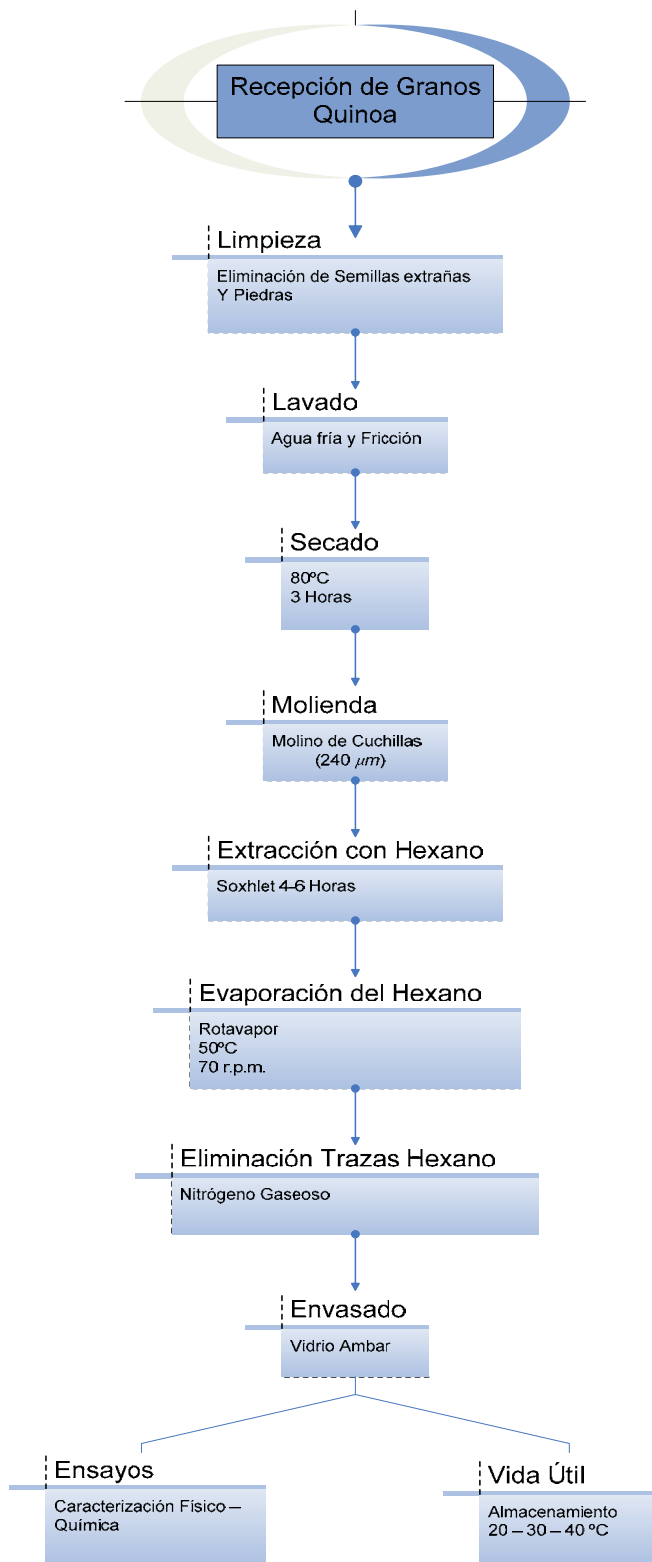 Recepción de Granos
Quinoa
Limpieza
Eliminación de Semillas extrañas
Y Piedras
Lavado
Agua fría y Fricción
Secado
80ºC
3 Horas
Molienda
Molino de Cuchillas
(240 µm)
Extracción con Hexano
Soxhlet 4–6 Horas
Evaporación del Hexano
Rotavapor
50ºC
70 r.p.m.
Eliminación Trazas Hexano
Nitrógeno Gaseoso
Envasado
Vidrio Ambar
Ensayos
Caracterización Físico –
Química
Vida Útil
Almacenamiento
20 – 30 – 40 ºC